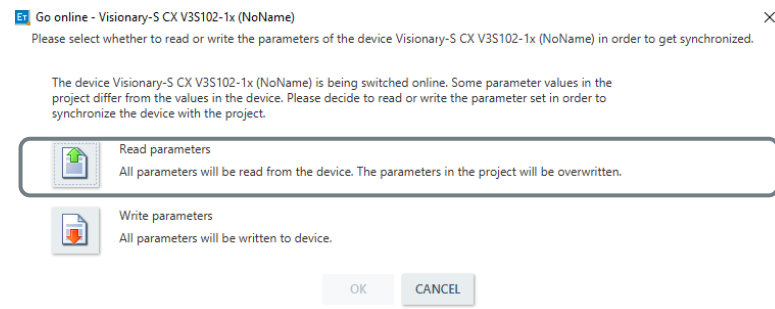 ET Go online - Visionary-S CX V3S102-1x (NoName)
Please select whether to read or write the parameters of the device Visionary-S CX V3S102-1x (NoName) in order to get synchronized.
The device Visionary-S CX V3S102-1x (NoName) is being switched online. Some parameter values in the
project differ from the values in the device. Please decide to read or write the parameter set in order to
synchronize the device with the project.
Read parameters
All parameters will be read from the device. The parameters in the project will be overwritten.
Write parameters
All parameters will be written to device.
OK CANCEL